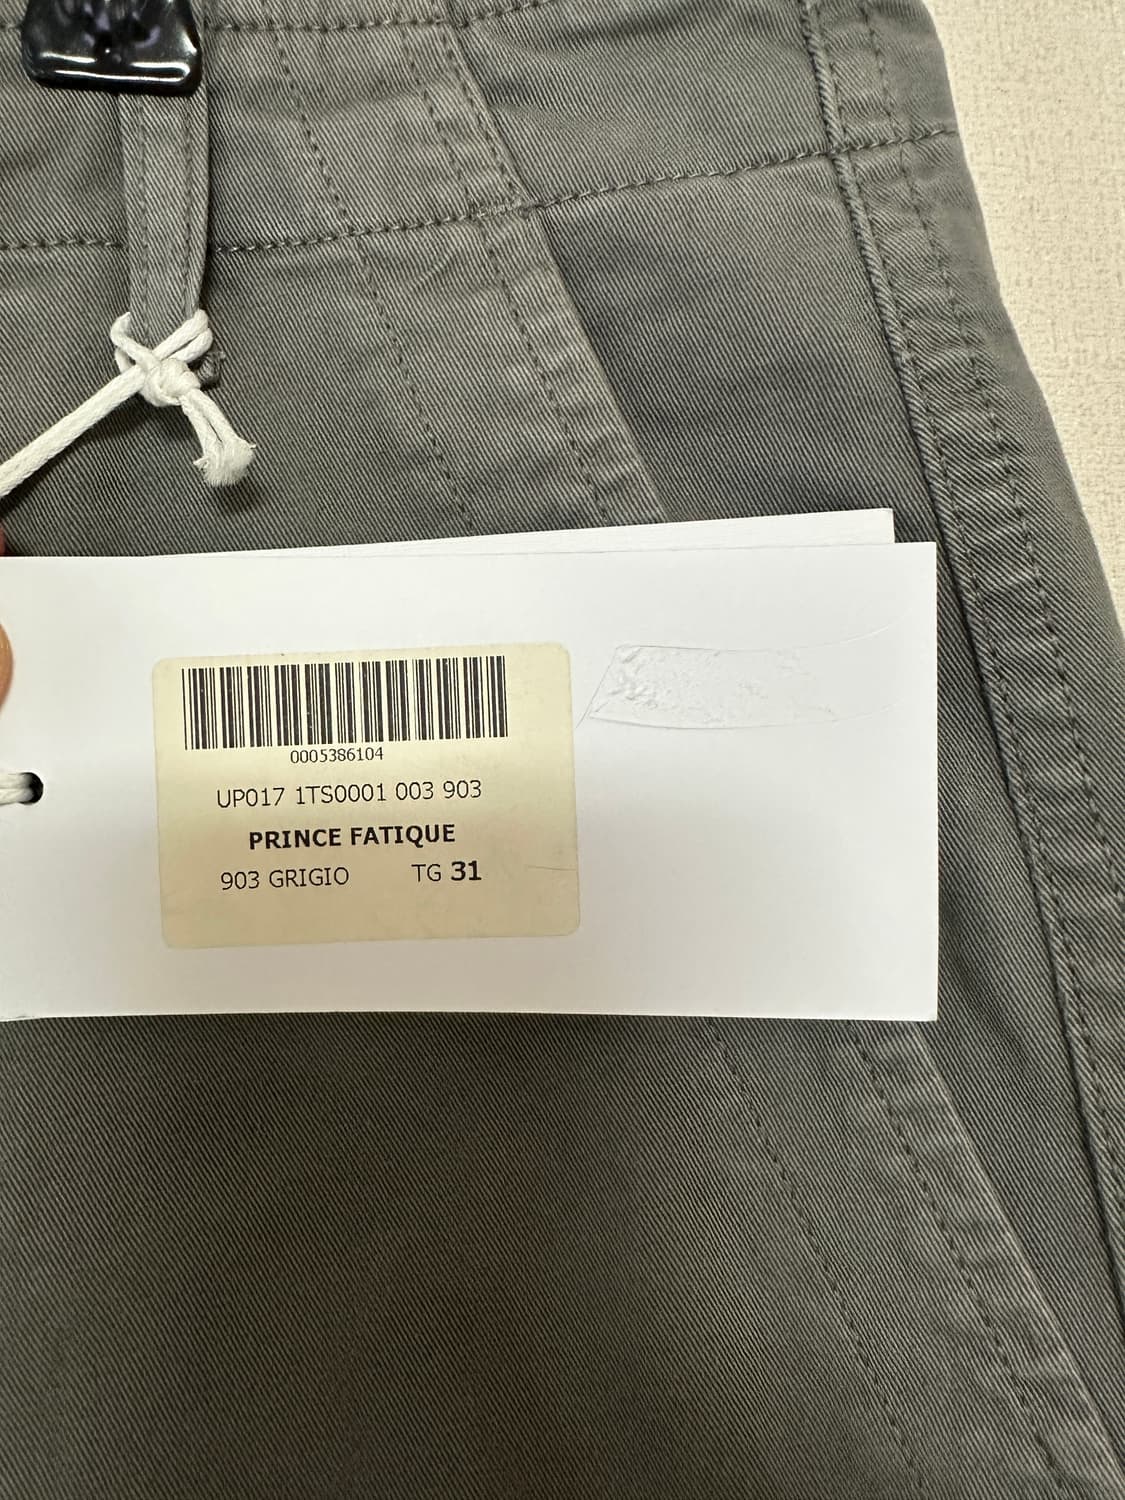 0005386104
UP017 1TS0001 003 903
PRINCE FATIQUE
903 GRIGIO TG 31